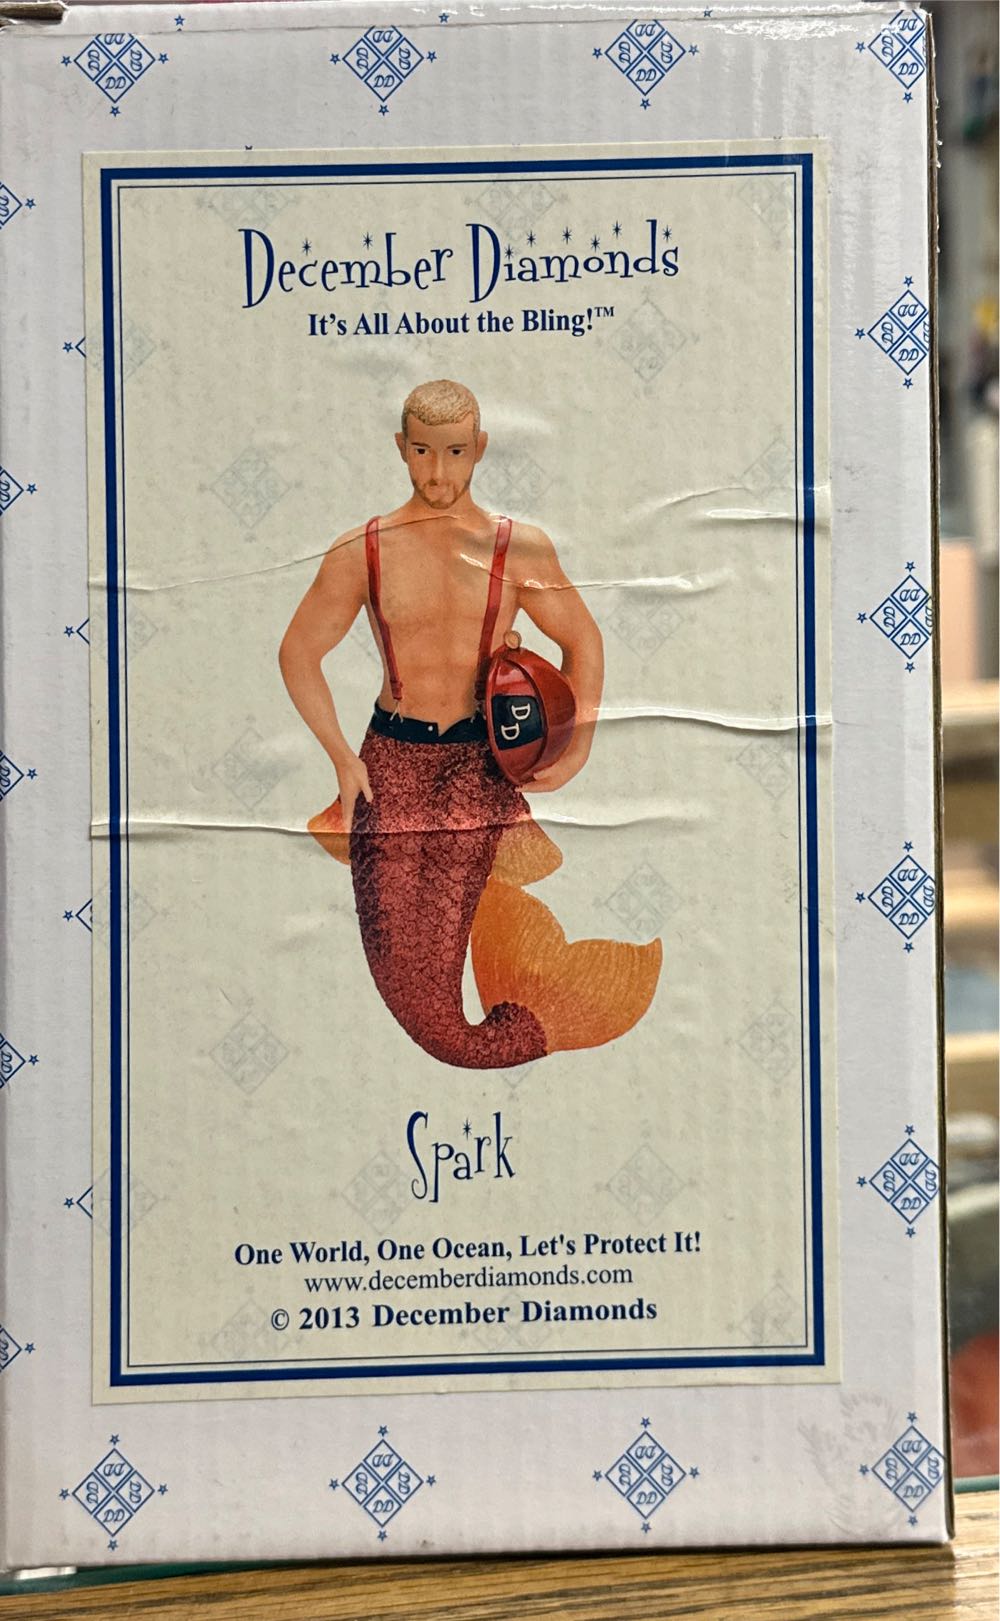 December Diamonds
It's All About the Bling!™
DD
Spark
One World, One Ocean, Let's Protect It!
www.decemberdiamonds.com
© 2013 December Diamonds